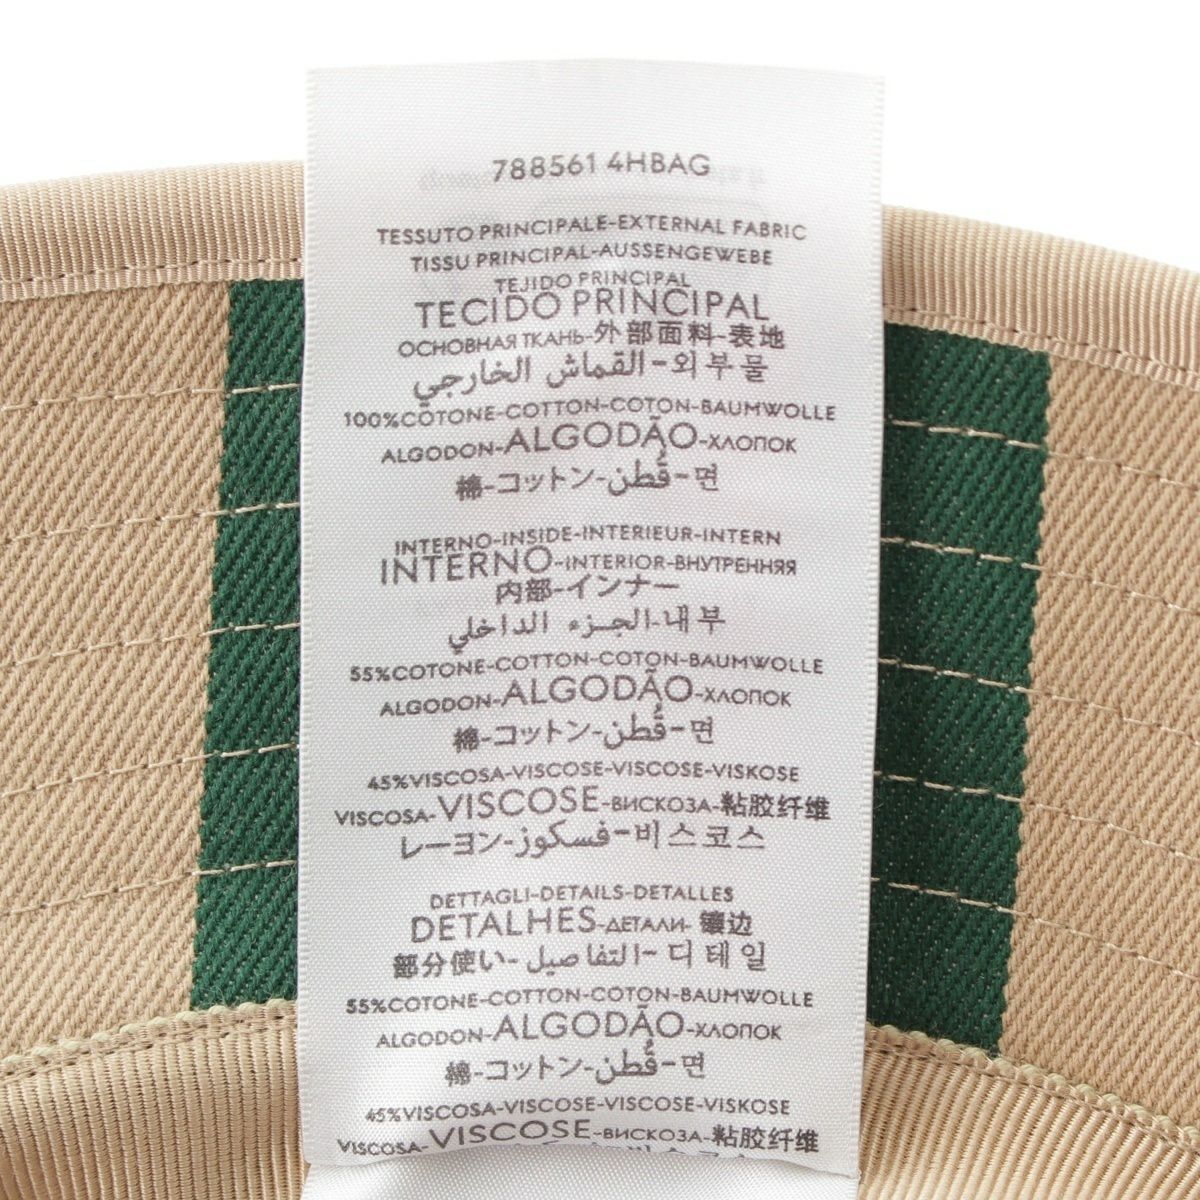 788561 4HBAG
TESSUTO PRINCIPALE-EXTERNAL FABRIC
TISSU PRINCIPAL-AUSSENGEWEBE
TEJIDO PRINCIPAL
TECIDO PRINCIPAL
ОСНОВНАЯ ТКАНЬ-外部面料-表地
القماش الخارجي-외부물
100%COTONE-COTTON-COTON-BAUMWOLLE
ALGODON-ALGODÃO-ХЛОПОК
棉-コットン-قُطن-면
INTERNO-INSIDE-INTERIEUR-INTERN
INTERNO-INTERIOR-ВНУТРЕННЯЯ
内部-インナー
الجزء الداخلي-내부
55%COTONE-COTTON-COTON-BAUMWOLLE
ALGODON-ALGODÃO-ХЛОПОК
棉-コットン-قُطن-면
45%VISCOSA-VISCOSE-VISCOSE-VISKOSE
VISCOSA-VISCOSE-ВИСКОЗА-粘胶纤维
レーヨン-فسكوز-비스코스
DETTAGLI-DETAILS-DETALLES
DETALHES-ДЕТАЛИ-镶边
部分使い-التفاصيل-디테일
55%COTONE-COTTON-COTON-BAUMWOLLE
ALGODON-ALGODÃO-ХЛОПОК
棉-コットン-قُطن-면
45%VISCOSA-VISCOSE-VISCOSE-VISKOSE
VISCOSA-VISCOSE-ВИСКОЗА-粘胶纤维